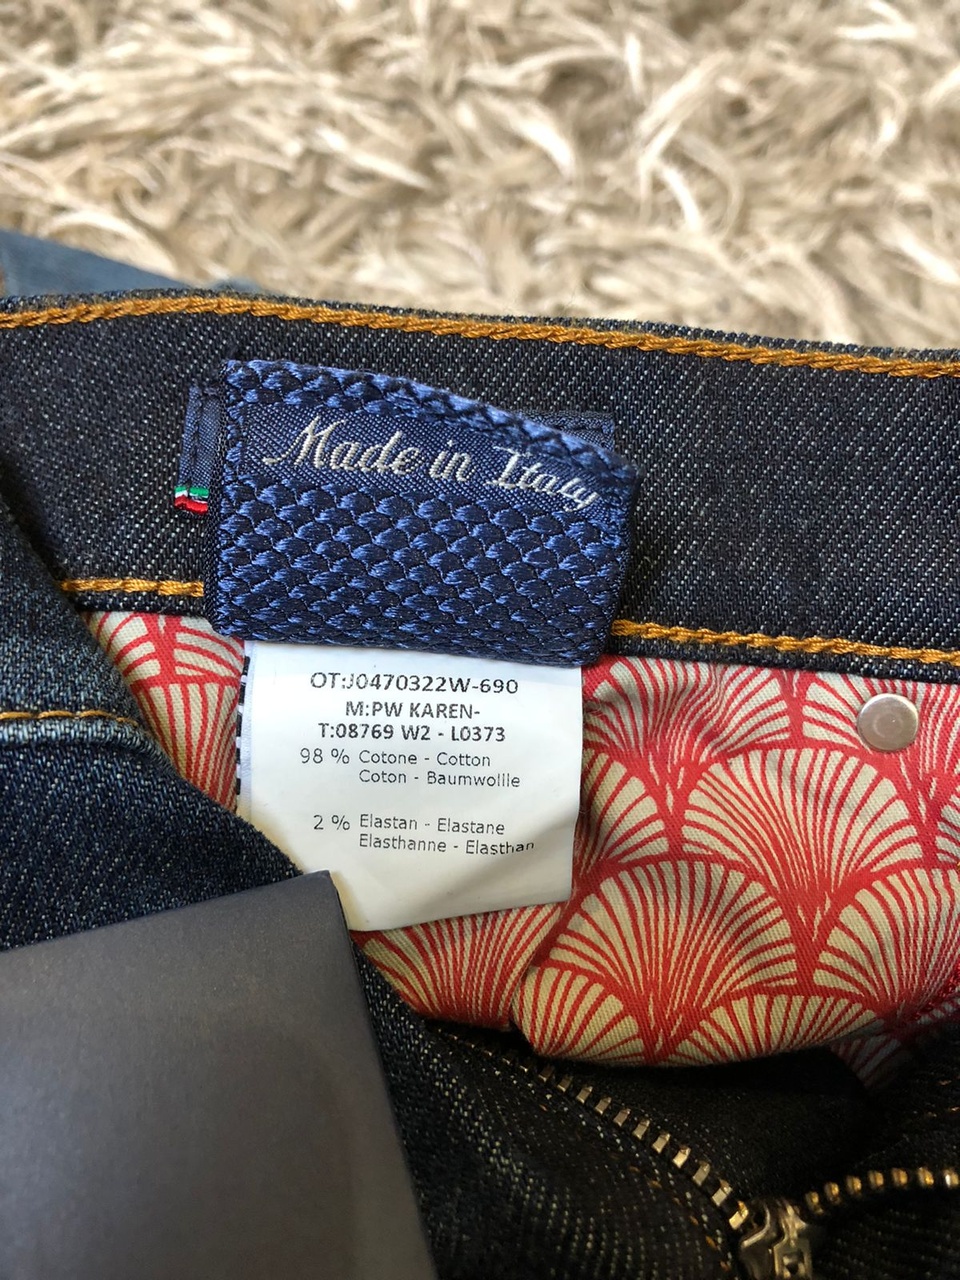 Made in Italy
OT:J0470322W-690
M:PW KAREN-
T:08769 W2 - L0373
98 % Cotone - Cotton
Coton - Baumwollle
2 % Elastan - Elastane
Elasthanne - Elasthan